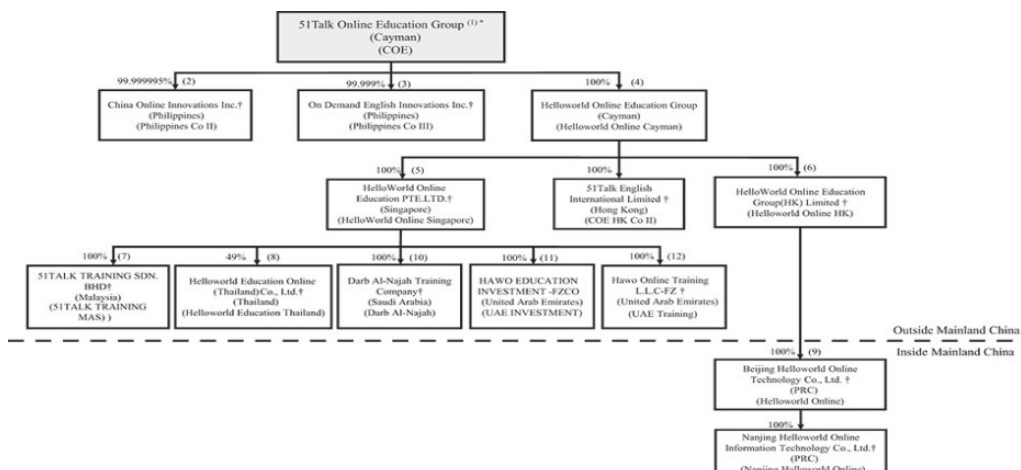 51Talk Online Education Group (1) *
(Cayman)
(COE)
99.999995% (2)
99.999% (3)
100% (4)
China Online Innovations Inc.†
(Philippines)
(Philippines Co II)
On Demand English Innovations Inc.†
(Philippines)
(Philippines Co III)
Helloworld Online Education Group
(Cayman)
(Helloworld Online Cayman)
100% (5)
100%
100% (6)
HelloWorld Online
Education PTE.LTD.†
(Singapore)
(HelloWorld Online Singapore)
51Talk English
International Limited †
(Hong Kong)
(COE HK Co II)
HelloWorld Online Education
Group(HK) Limited †
(Helloworld Online HK)
100% (7)
49% (8)
100% (10)
100% (11)
100% (12)
51TALK TRAINING SDN.
BHD†
(Malaysia)
(51TALK TRAINING
MAS) )
Helloworld Education Online
(Thailand)Co., Ltd.†
(Thailand)
(Helloworld Education Thailand)
Darb Al-Najah Training
Company†
(Saudi Arabia)
(Darb Al-Najah)
HAWO EDUCATION
INVESTMENT -FZCO
(United Arab Emirates)
(UAE INVESTMENT)
Hawo Online Training
L.L.C-FZ †
(United Arab Emirates)
(UAE Training)
Outside Mainland China
Inside Mainland China
100% (9)
Beijing Helloworld Online
Technology Co., Ltd. †
(PRC)
(Helloworld Online)
100%
Nanjing Helloworld Online
Information Technology Co., Ltd.†
(PRC)
(Nanjing Helloworld Online)